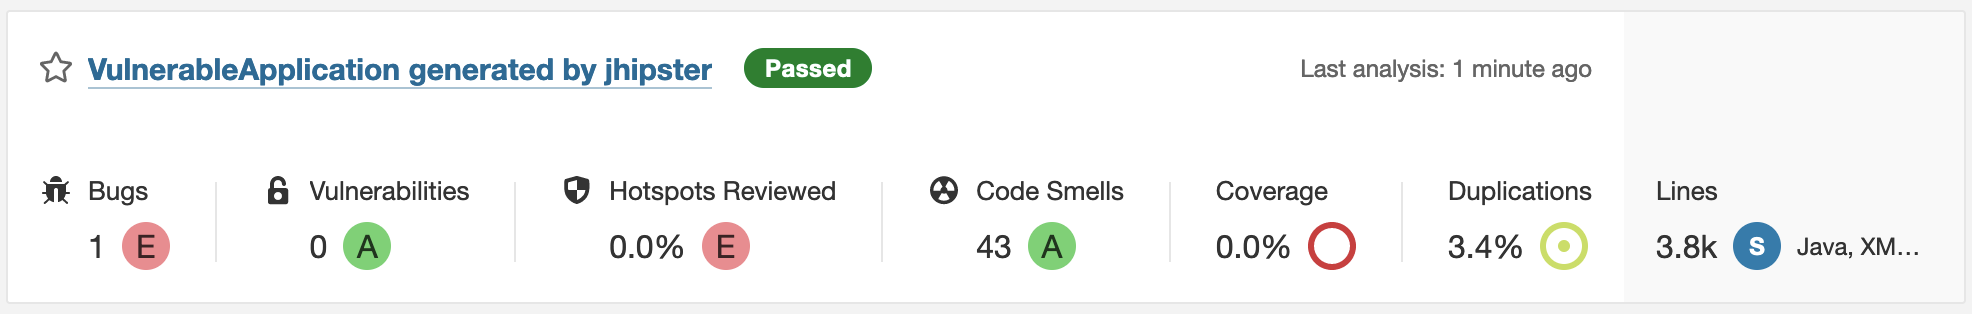 VulnerableApplication generated by jhipster Passed Last analysis: 1 minute ago
Bugs Vulnerabilities Hotspots Reviewed Code Smells Coverage Duplications Lines
1 E 0 A 0.0% E 43 A 0.0% 3.4% 3.8k S Java, XM...